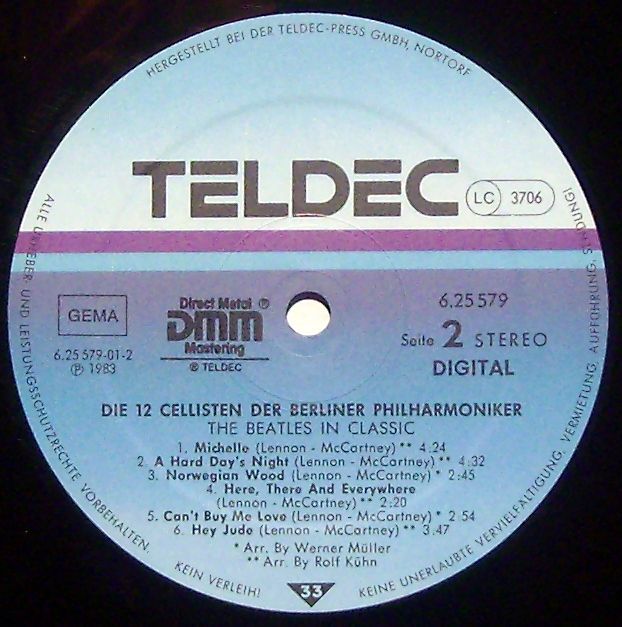 HERGESTELLT BEI DER TELDEC-PRESS GMBH, NORTORF
TELDEC
LC 3706
GEMA
6.25 579-01-2
Ⓟ 1983
Direct Metal ®
DMM
Mastering
® TELDEC
6.25 579
Seite 2 STEREO
DIGITAL
DIE 12 CELLISTEN DER BERLINER PHILHARMONIKER
THE BEATLES IN CLASSIC
1. Michelle (Lennon - McCartney) ** 4:24
2. A Hard Day's Night (Lennon - McCartney) * 4:32
3. Norwegian Wood (Lennon - McCartney) * 2:45
4. Here, There And Everywhere
(Lennon - McCartney) ** 2:20
5. Can't Buy Me Love (Lennon - McCartney) * 2:54
6. Hey Jude (Lennon - McCartney) ** 3:47
* Arr. By Werner Müller
** Arr. By Rolf Kühn
33
ALLE URHEBER- UND LEISTUNGSSCHUTZRECHTE VORBEHALTEN.
KEIN VERLEIH!
KEINE UNERLAUBTE VERVIELFÄLTIGUNG, VERMIETUNG, AUFFÜHRUNG, SENDUNG!